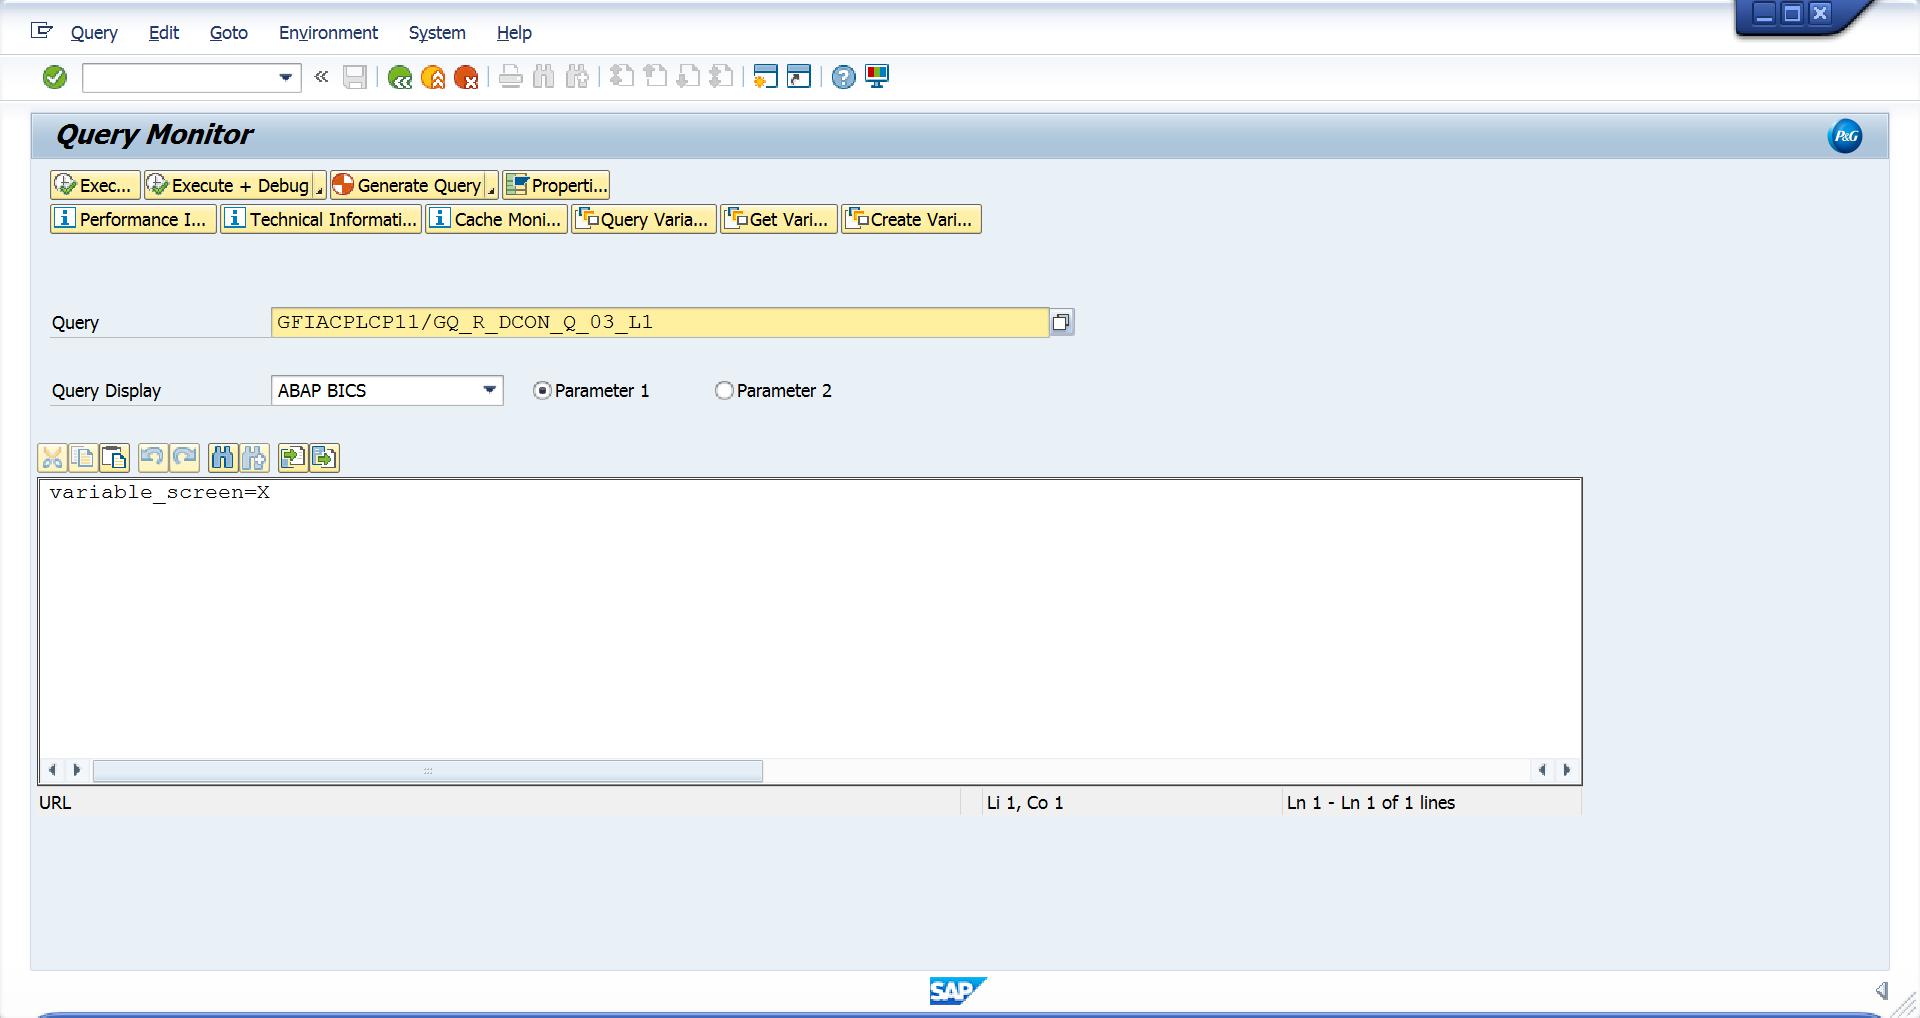 Query Edit Goto Environment System Help
Query Monitor
P&G
Exec... Execute + Debug Generate Query Properti...
Performance I... Technical Informati... Cache Moni... Query Varia... Get Vari... Create Vari...
Query GFIACPLCP11/GQ_R_DCON_Q_03_L1
Query Display ABAP BICS Parameter 1 Parameter 2
variable_screen=X
URL Li 1, Co 1 Ln 1 - Ln 1 of 1 lines
SAP